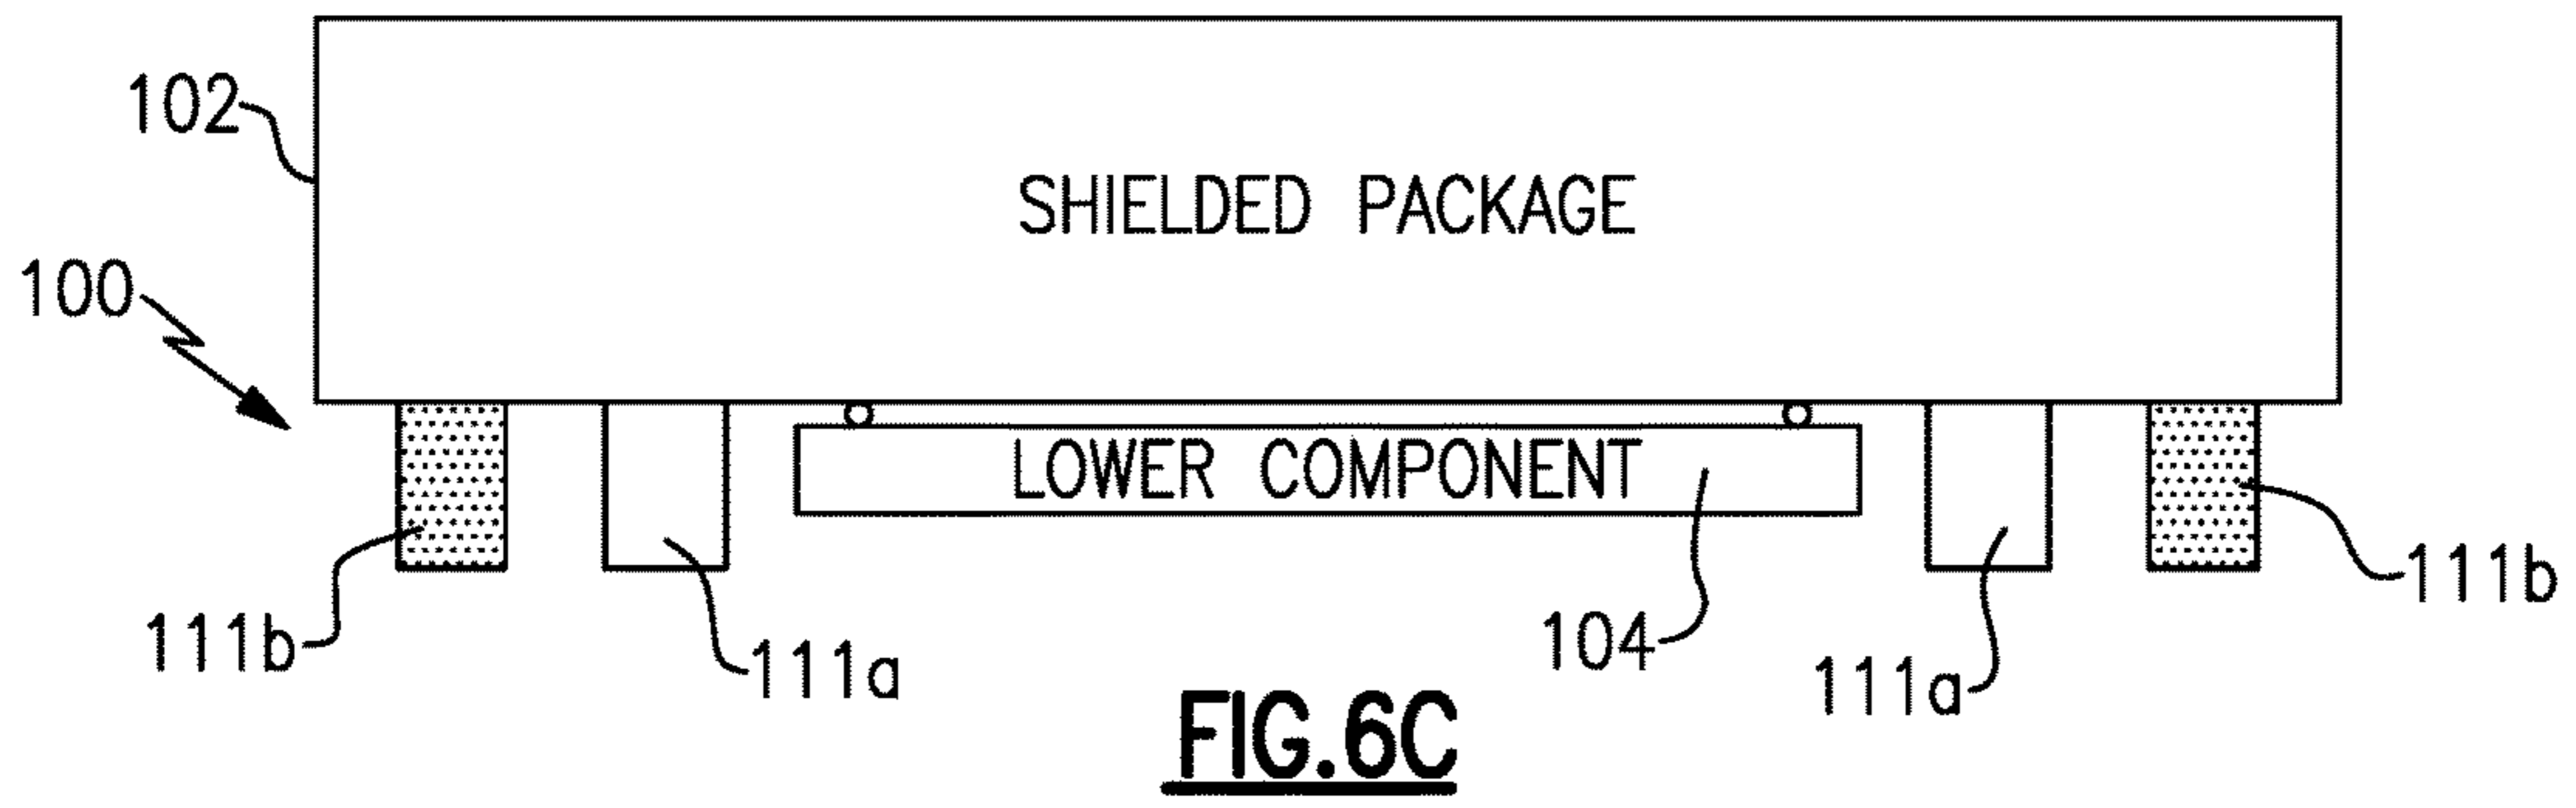 102
SHIELDED PACKAGE
100
LOWER COMPONENT
111b
111b
111a
104
111a
FIG.6C